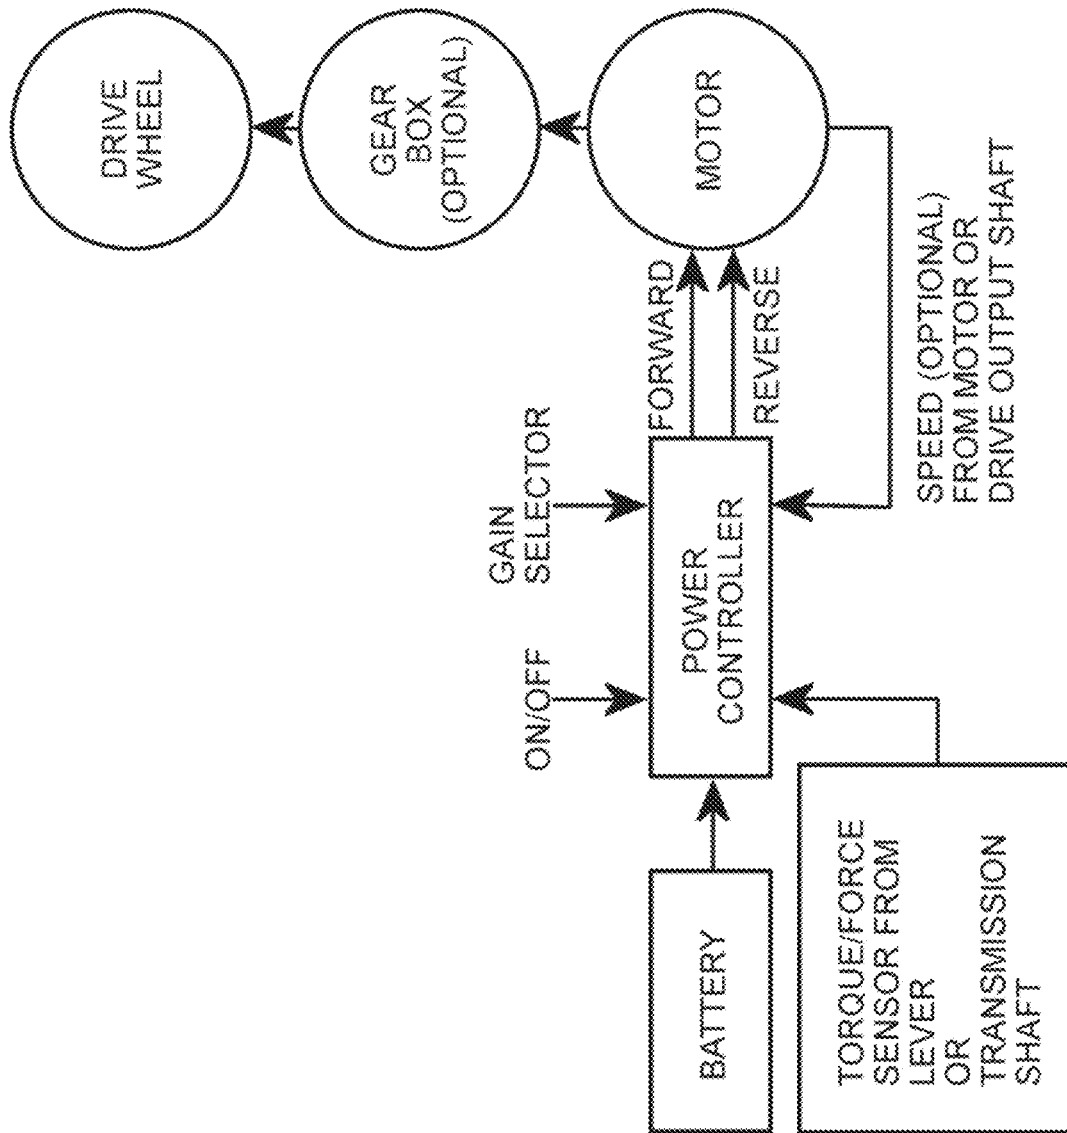 DRIVE
WHEEL
GEAR
BOX
(OPTIONAL)
MOTOR
FORWARD
REVERSE
SPEED (OPTIONAL)
FROM MOTOR OR
DRIVE OUTPUT SHAFT
GAIN
SELECTOR
ON/OFF
POWER
CONTROLLER
BATTERY
TORQUE/FORCE
SENSOR FROM
LEVER
OR
TRANSMISSION
SHAFT